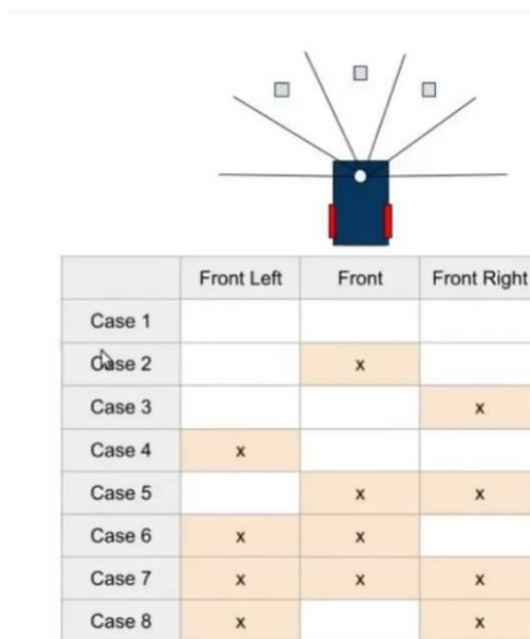 Front Left Front Front Right
Case 1
Case 2 x
Case 3 x
Case 4 x
Case 5 x x
Case 6 x x
Case 7 x x x
Case 8 x x